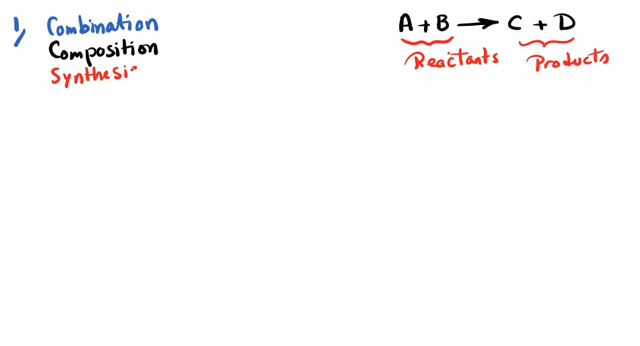 1, Combination
Composition
Synthesi
A + B → C + D
Reactants Products